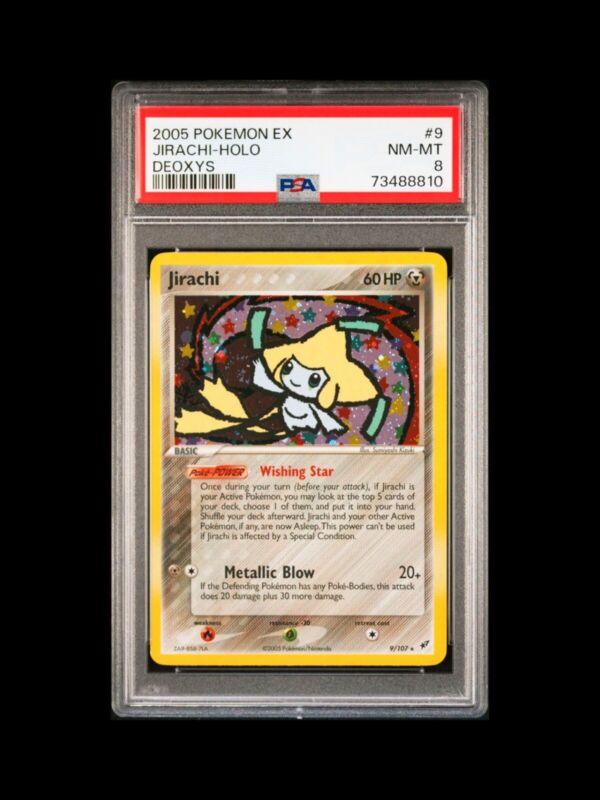 2005 POKEMON EX #9
JIRACHI-HOLO NM-MT
DEOXYS 8
PSA 73488810
Jirachi 60 HP
BASIC Illus. Sumiyoshi Kizuki
Poké-POWER Wishing Star
Once during your turn (before your attack), if Jirachi is
your Active Pokémon, you may look at the top 5 cards of
your deck, choose 1 of them, and put it into your hand.
Shuffle your deck afterward. Jirachi and your other Active
Pokémon, if any, are now Asleep. This power can't be used
if Jirachi is affected by a Special Condition.
Metallic Blow 20+
If the Defending Pokémon has any Poké-Bodies, this attack
does 20 damage plus 30 more damage.
weakness resistance -30 retreat cost
©2005 Pokémon/Nintendo 9/107